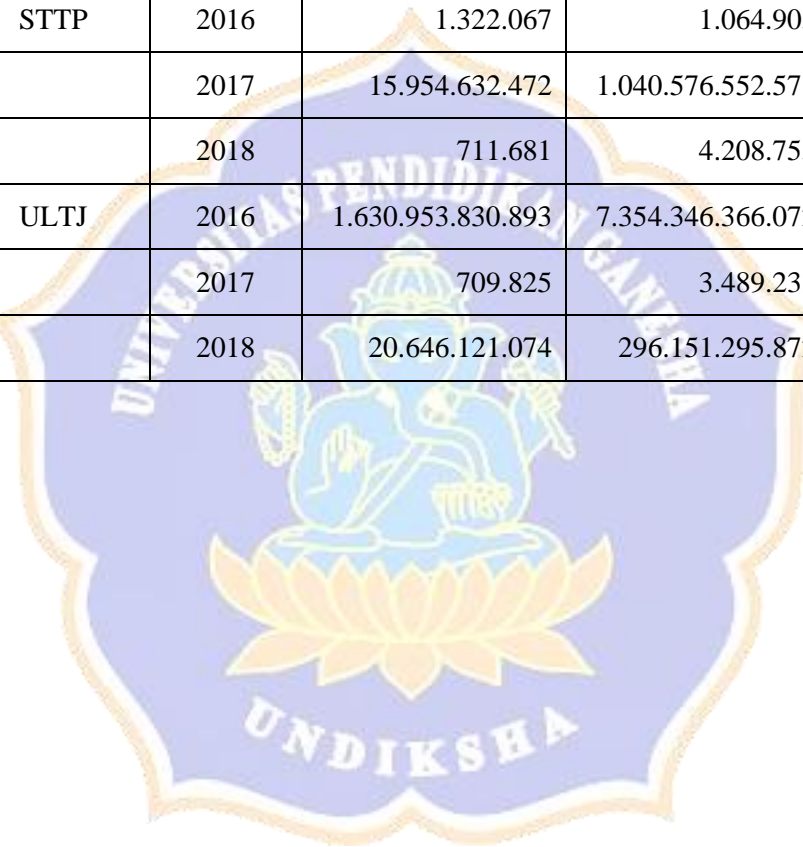 STTP 2016 1.322.067 1.064.90
2017 15.954.632.472 1.040.576.552.57
2018 711.681 4.208.75
ULTJ 2016 1.630.953.830.893 7.354.346.366.07
2017 709.825 3.489.23
2018 20.646.121.074 296.151.295.87
UNIVERSITAS PENDIDIKAN GANESHA
UNDIKSHA